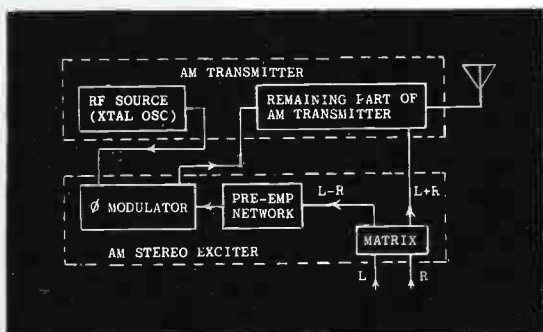 AM TRANSMITTER
RF SOURCE
(XTAL OSC)
REMAINING PART OF
AM TRANSMITTER
L-R
L+R
Ø MODULATOR
PRE-EMP
NETWORK
MATRIX
AM STEREO EXCITER
L
R